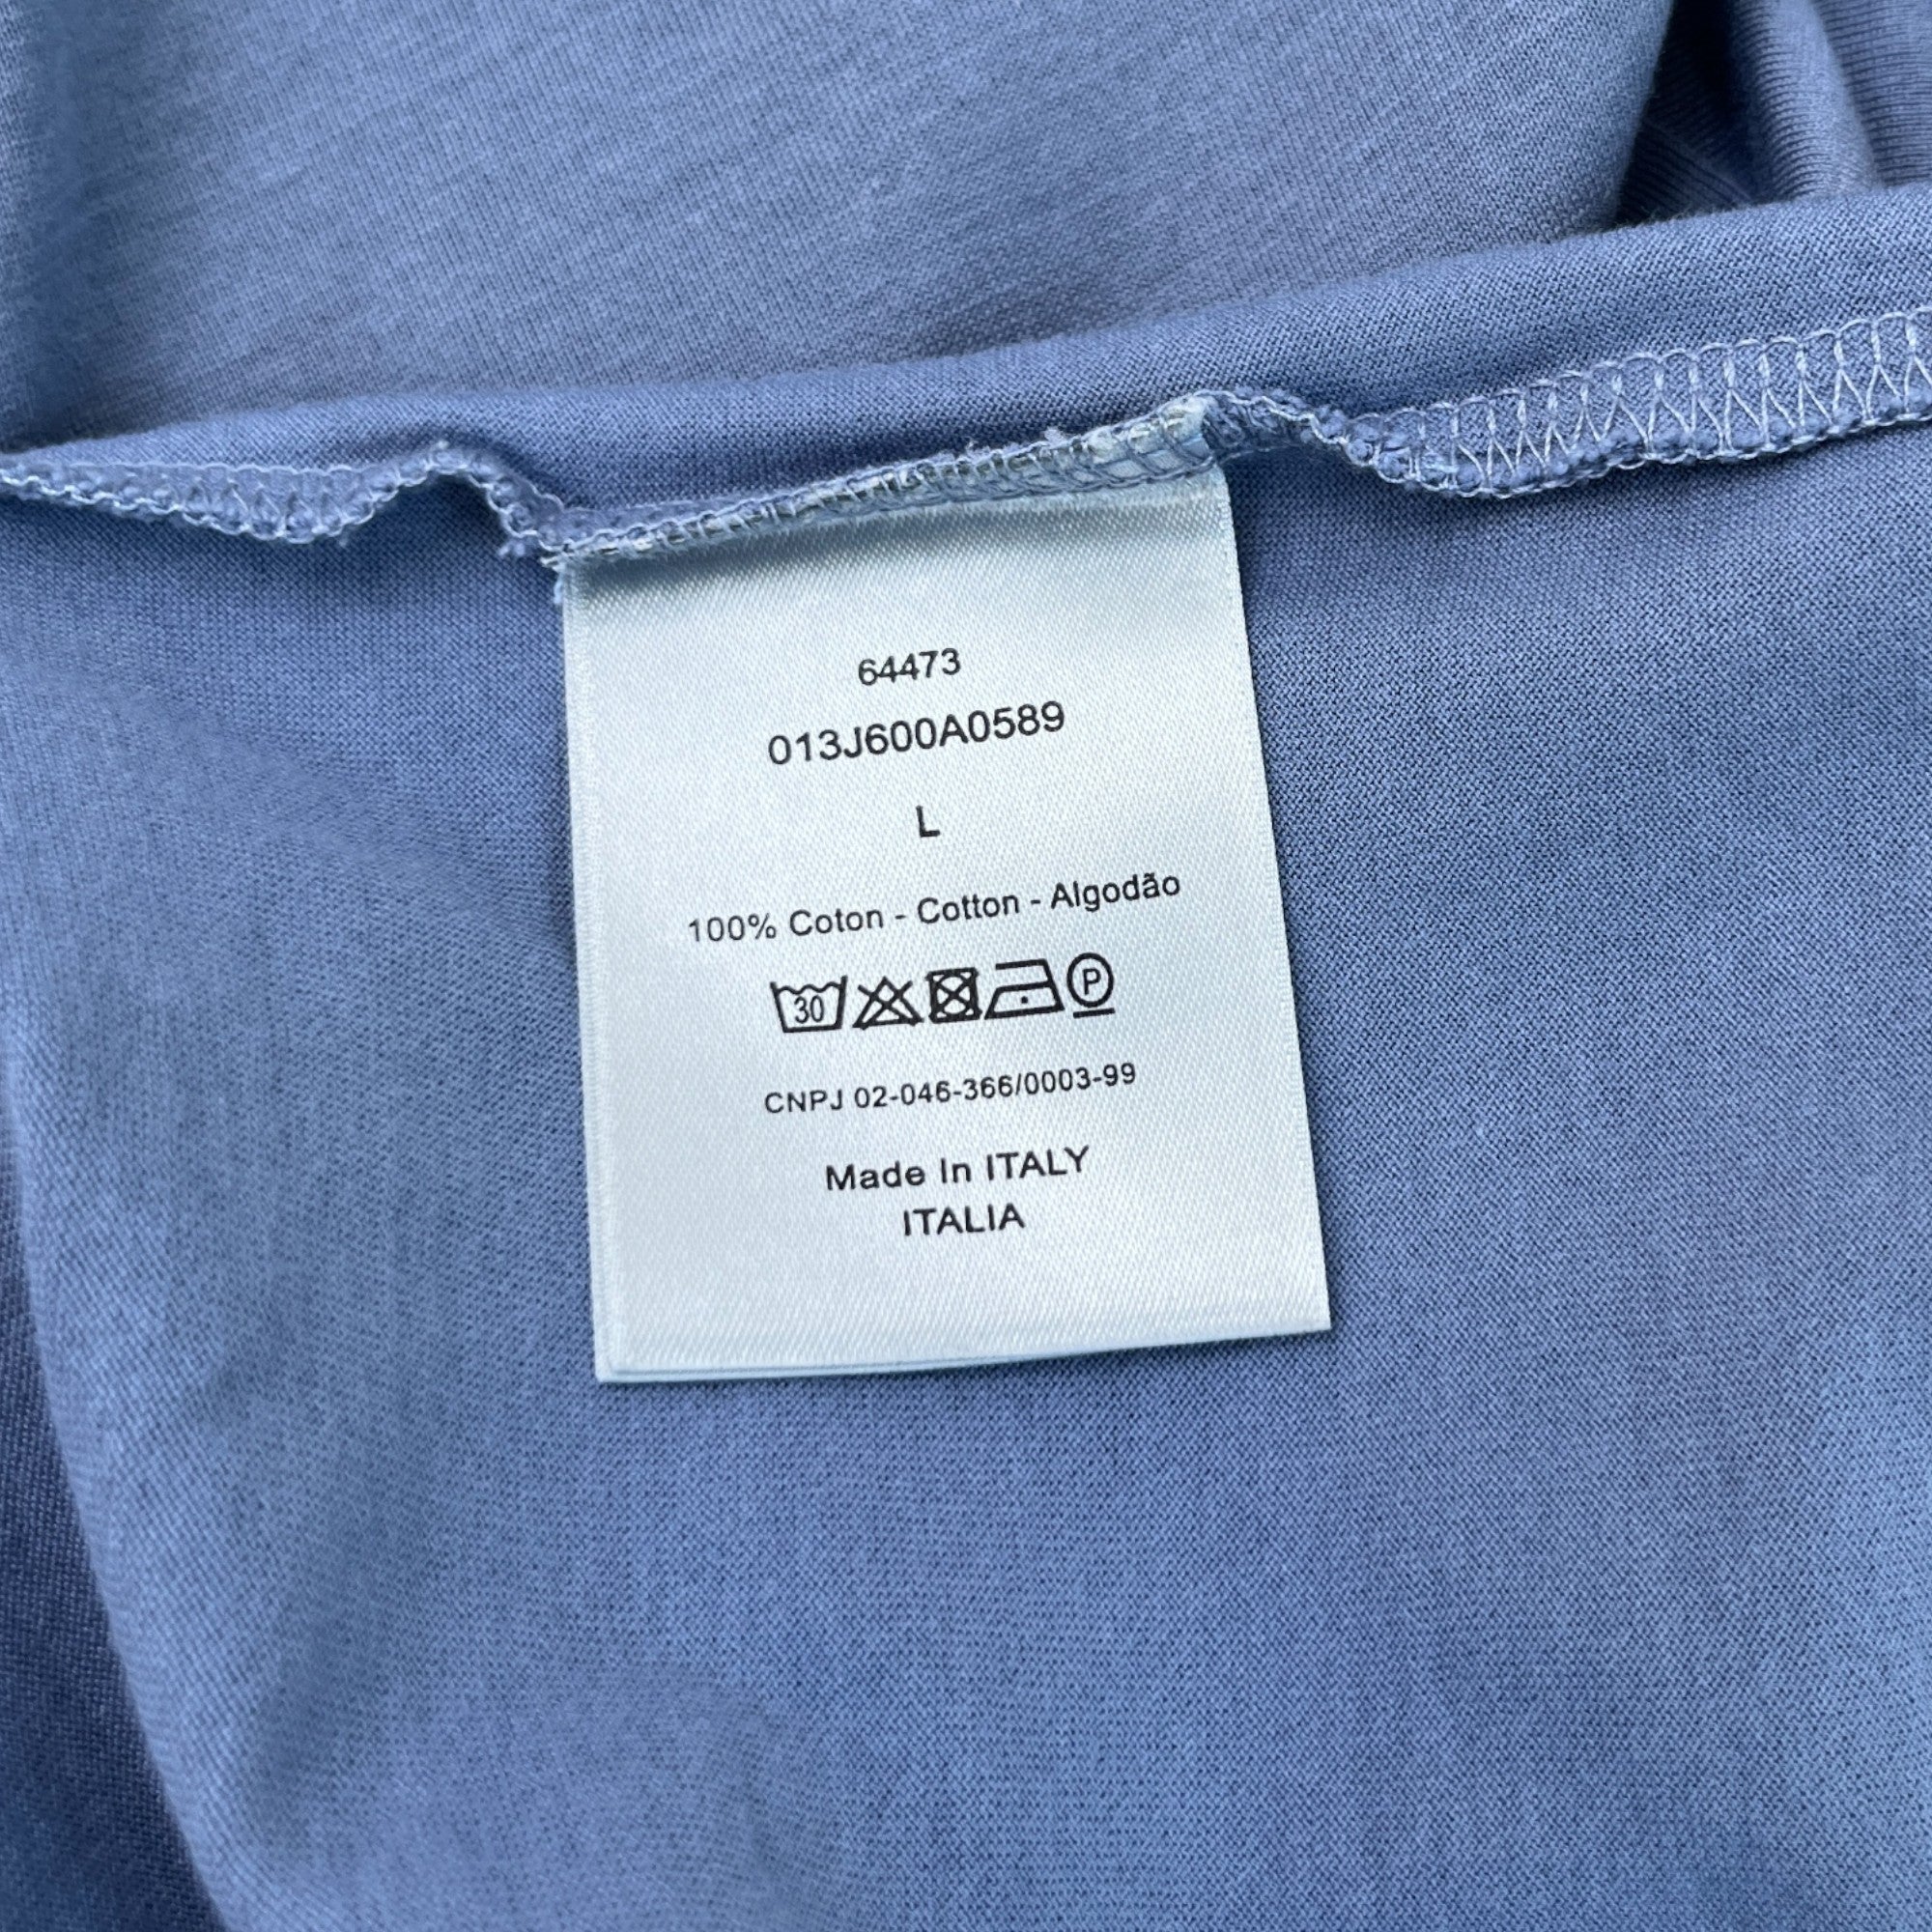 64473
013J600A0589
L
100% Coton - Cotton - Algodão
30 P
CNPJ 02-046-366/0003-99
Made In ITALY
ITALIA